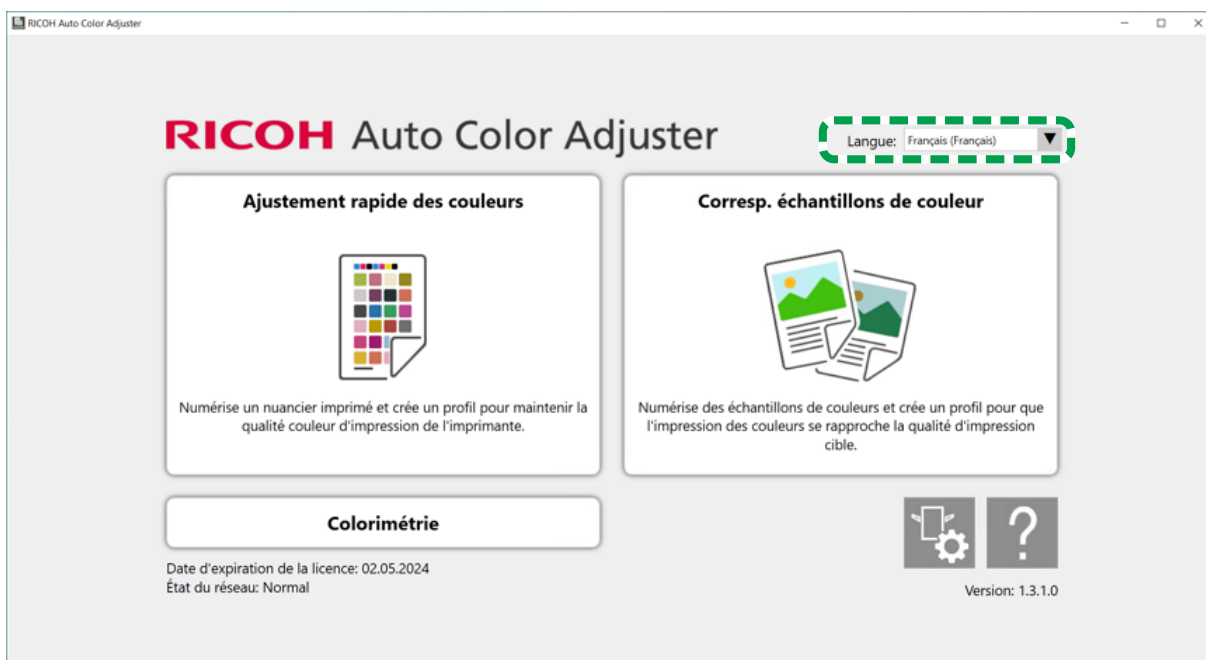 RICOH Auto Color Adjuster
RICOH Auto Color Adjuster
Langue: Français (Français)
Ajustement rapide des couleurs
Numérise un nuancier imprimé et crée un profil pour maintenir la
qualité couleur d'impression de l'imprimante.
Corresp. échantillons de couleur
Numérise des échantillons de couleurs et crée un profil pour que
l'impression des couleurs se rapproche la qualité d'impression
cible.
Colorimétrie
?
Date d'expiration de la licence: 02.05.2024
État du réseau: Normal
Version: 1.3.1.0